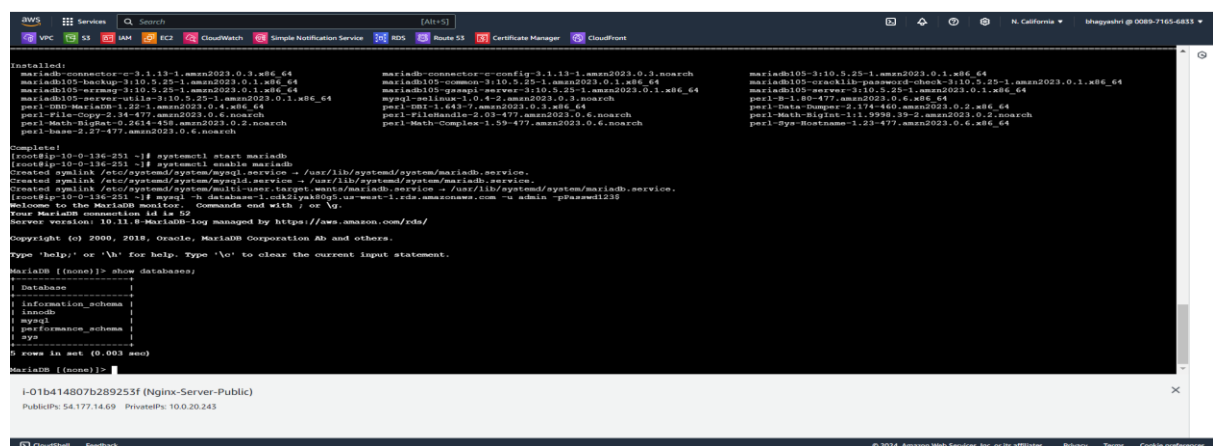 aws Services Search [Alt+S] N. California bhagyashri @ 0089-7165-6833
VPC S3 IAM EC2 CloudWatch Simple Notification Service RDS Route 53 Certificate Manager CloudFront
Installed:
mariadb-connector-c-3.1.13-1.amzn2023.0.3.x86_64 mariadb-connector-c-config-3.1.13-1.amzn2023.0.3.noarch mariadb105-3:10.5.25-1.amzn2023.0.1.x86_64
mariadb105-backup-3:10.5.25-1.amzn2023.0.1.x86_64 mariadb105-common-3:10.5.25-1.amzn2023.0.1.x86_64 mariadb105-cracklib-password-check-3:10.5.25-1.amzn2023.0.1.x86_64
mariadb105-errmsg-3:10.5.25-1.amzn2023.0.1.x86_64 mariadb105-gssapi-server-3:10.5.25-1.amzn2023.0.1.x86_64 mariadb105-server-3:10.5.25-1.amzn2023.0.1.x86_64
mariadb105-server-utils-3:10.5.25-1.amzn2023.0.1.x86_64 mysql-selinux-1.0.4-2.amzn2023.0.3.noarch perl-B-1.80-477.amzn2023.0.6.x86_64
perl-DBD-MariaDB-1.22-1.amzn2023.0.4.x86_64 perl-DBI-1.643-7.amzn2023.0.3.x86_64 perl-Data-Dumper-2.174-460.amzn2023.0.2.x86_64
perl-File-Copy-2.34-477.amzn2023.0.6.noarch perl-FileHandle-2.03-477.amzn2023.0.6.noarch perl-Math-BigInt-1:1.9998.39-2.amzn2023.0.2.noarch
perl-Math-BigRat-0.2614-458.amzn2023.0.2.noarch perl-Math-Complex-1.59-477.amzn2023.0.6.noarch perl-Sys-Hostname-1.23-477.amzn2023.0.6.x86_64
perl-base-2.27-477.amzn2023.0.6.noarch
Complete!
[root@ip-10-0-136-251 ~]# systemctl start mariadb
[root@ip-10-0-136-251 ~]# systemctl enable mariadb
Created symlink /etc/systemd/system/mysql.service → /usr/lib/systemd/system/mariadb.service.
Created symlink /etc/systemd/system/mysqld.service → /usr/lib/systemd/system/mariadb.service.
Created symlink /etc/systemd/system/multi-user.target.wants/mariadb.service → /usr/lib/systemd/system/mariadb.service.
[root@ip-10-0-136-251 ~]# mysql -h database-1.cdk2iyak80g5.us-west-1.rds.amazonaws.com -u admin -pPasswd123$
Welcome to the MariaDB monitor. Commands end with ; or \g.
Your MariaDB connection id is 52
Server version: 10.11.8-MariaDB-log managed by https://aws.amazon.com/rds/
Copyright (c) 2000, 2018, Oracle, MariaDB Corporation Ab and others.
Type 'help;' or '\h' for help. Type '\c' to clear the current input statement.
MariaDB [(none)]> show databases;
+--------------------+
| Database |
+--------------------+
| information_schema |
| innodb |
| mysql |
| performance_schema |
| sys |
+--------------------+
5 rows in set (0.003 sec)
MariaDB [(none)]>
i-01b414807b289253f (Nginx-Server-Public)
PublicIPs: 54.177.14.69 PrivateIPs: 10.0.20.243
CloudShell Feedback © 2024, Amazon Web Services, Inc. or its affiliates. Privacy Terms Cookie preferences